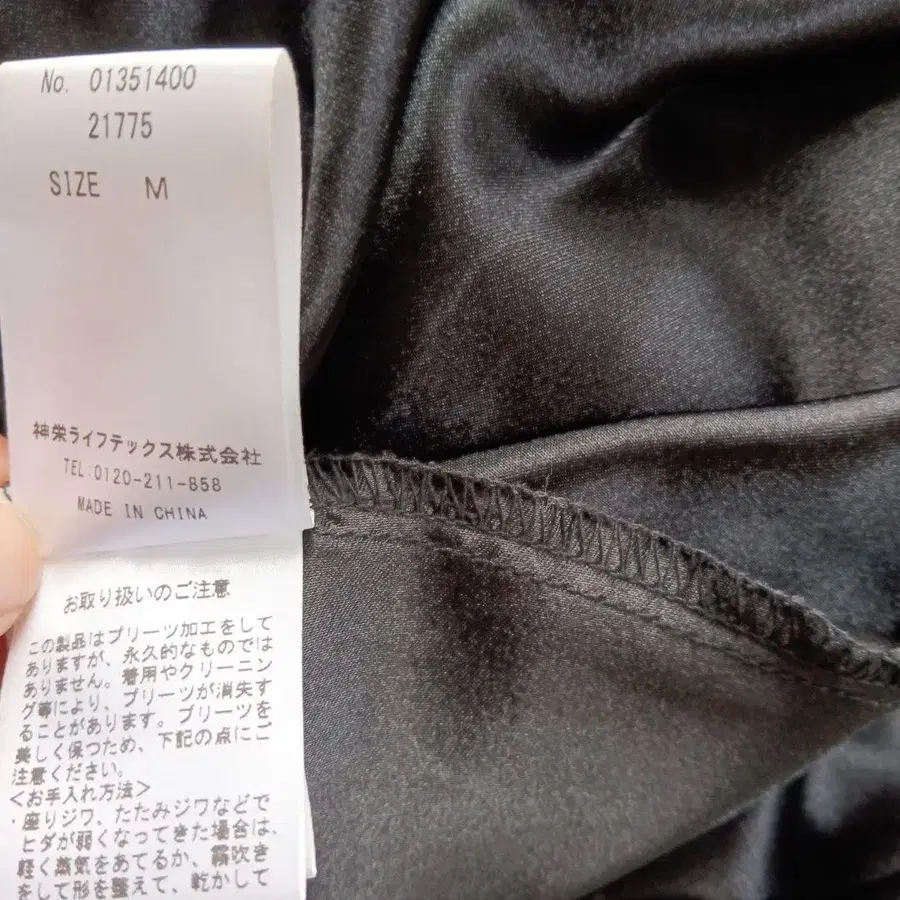 No. 01351400
21775
SIZE M
神栄ライフテックス株式会社
TEL:0120-211-858
MADE IN CHINA
お取り扱いのご注意
この製品はプリーツ加工をして
ありますが、永久的なものでは
ありません。着用やクリーニン
グ等により、プリーツが消失す
ることがあります。プリーツを
美しく保つため、下記の点にご
注意ください。
<お手入れ方法>
・座りジワ、たたみジワなどで
ヒダが弱くなってきた場合は、
軽く蒸気をあてるか、霧吹き
をして形を整えて、乾かして